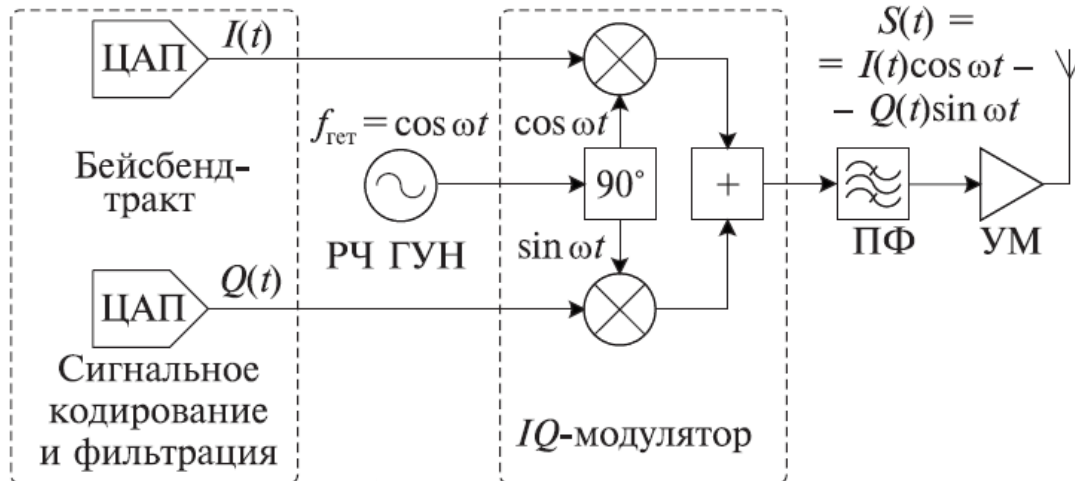 ЦАП
I(t)
Бейсбенд-
тракт
ЦАП
Q(t)
Сигнальное
кодирование
и фильтрация
fгет = cos ωt
РЧ ГУН
cos ωt
90°
sin ωt
+
IQ-модулятор
ПФ
УМ
S(t) =
= I(t)cos ωt –
– Q(t)sin ωt